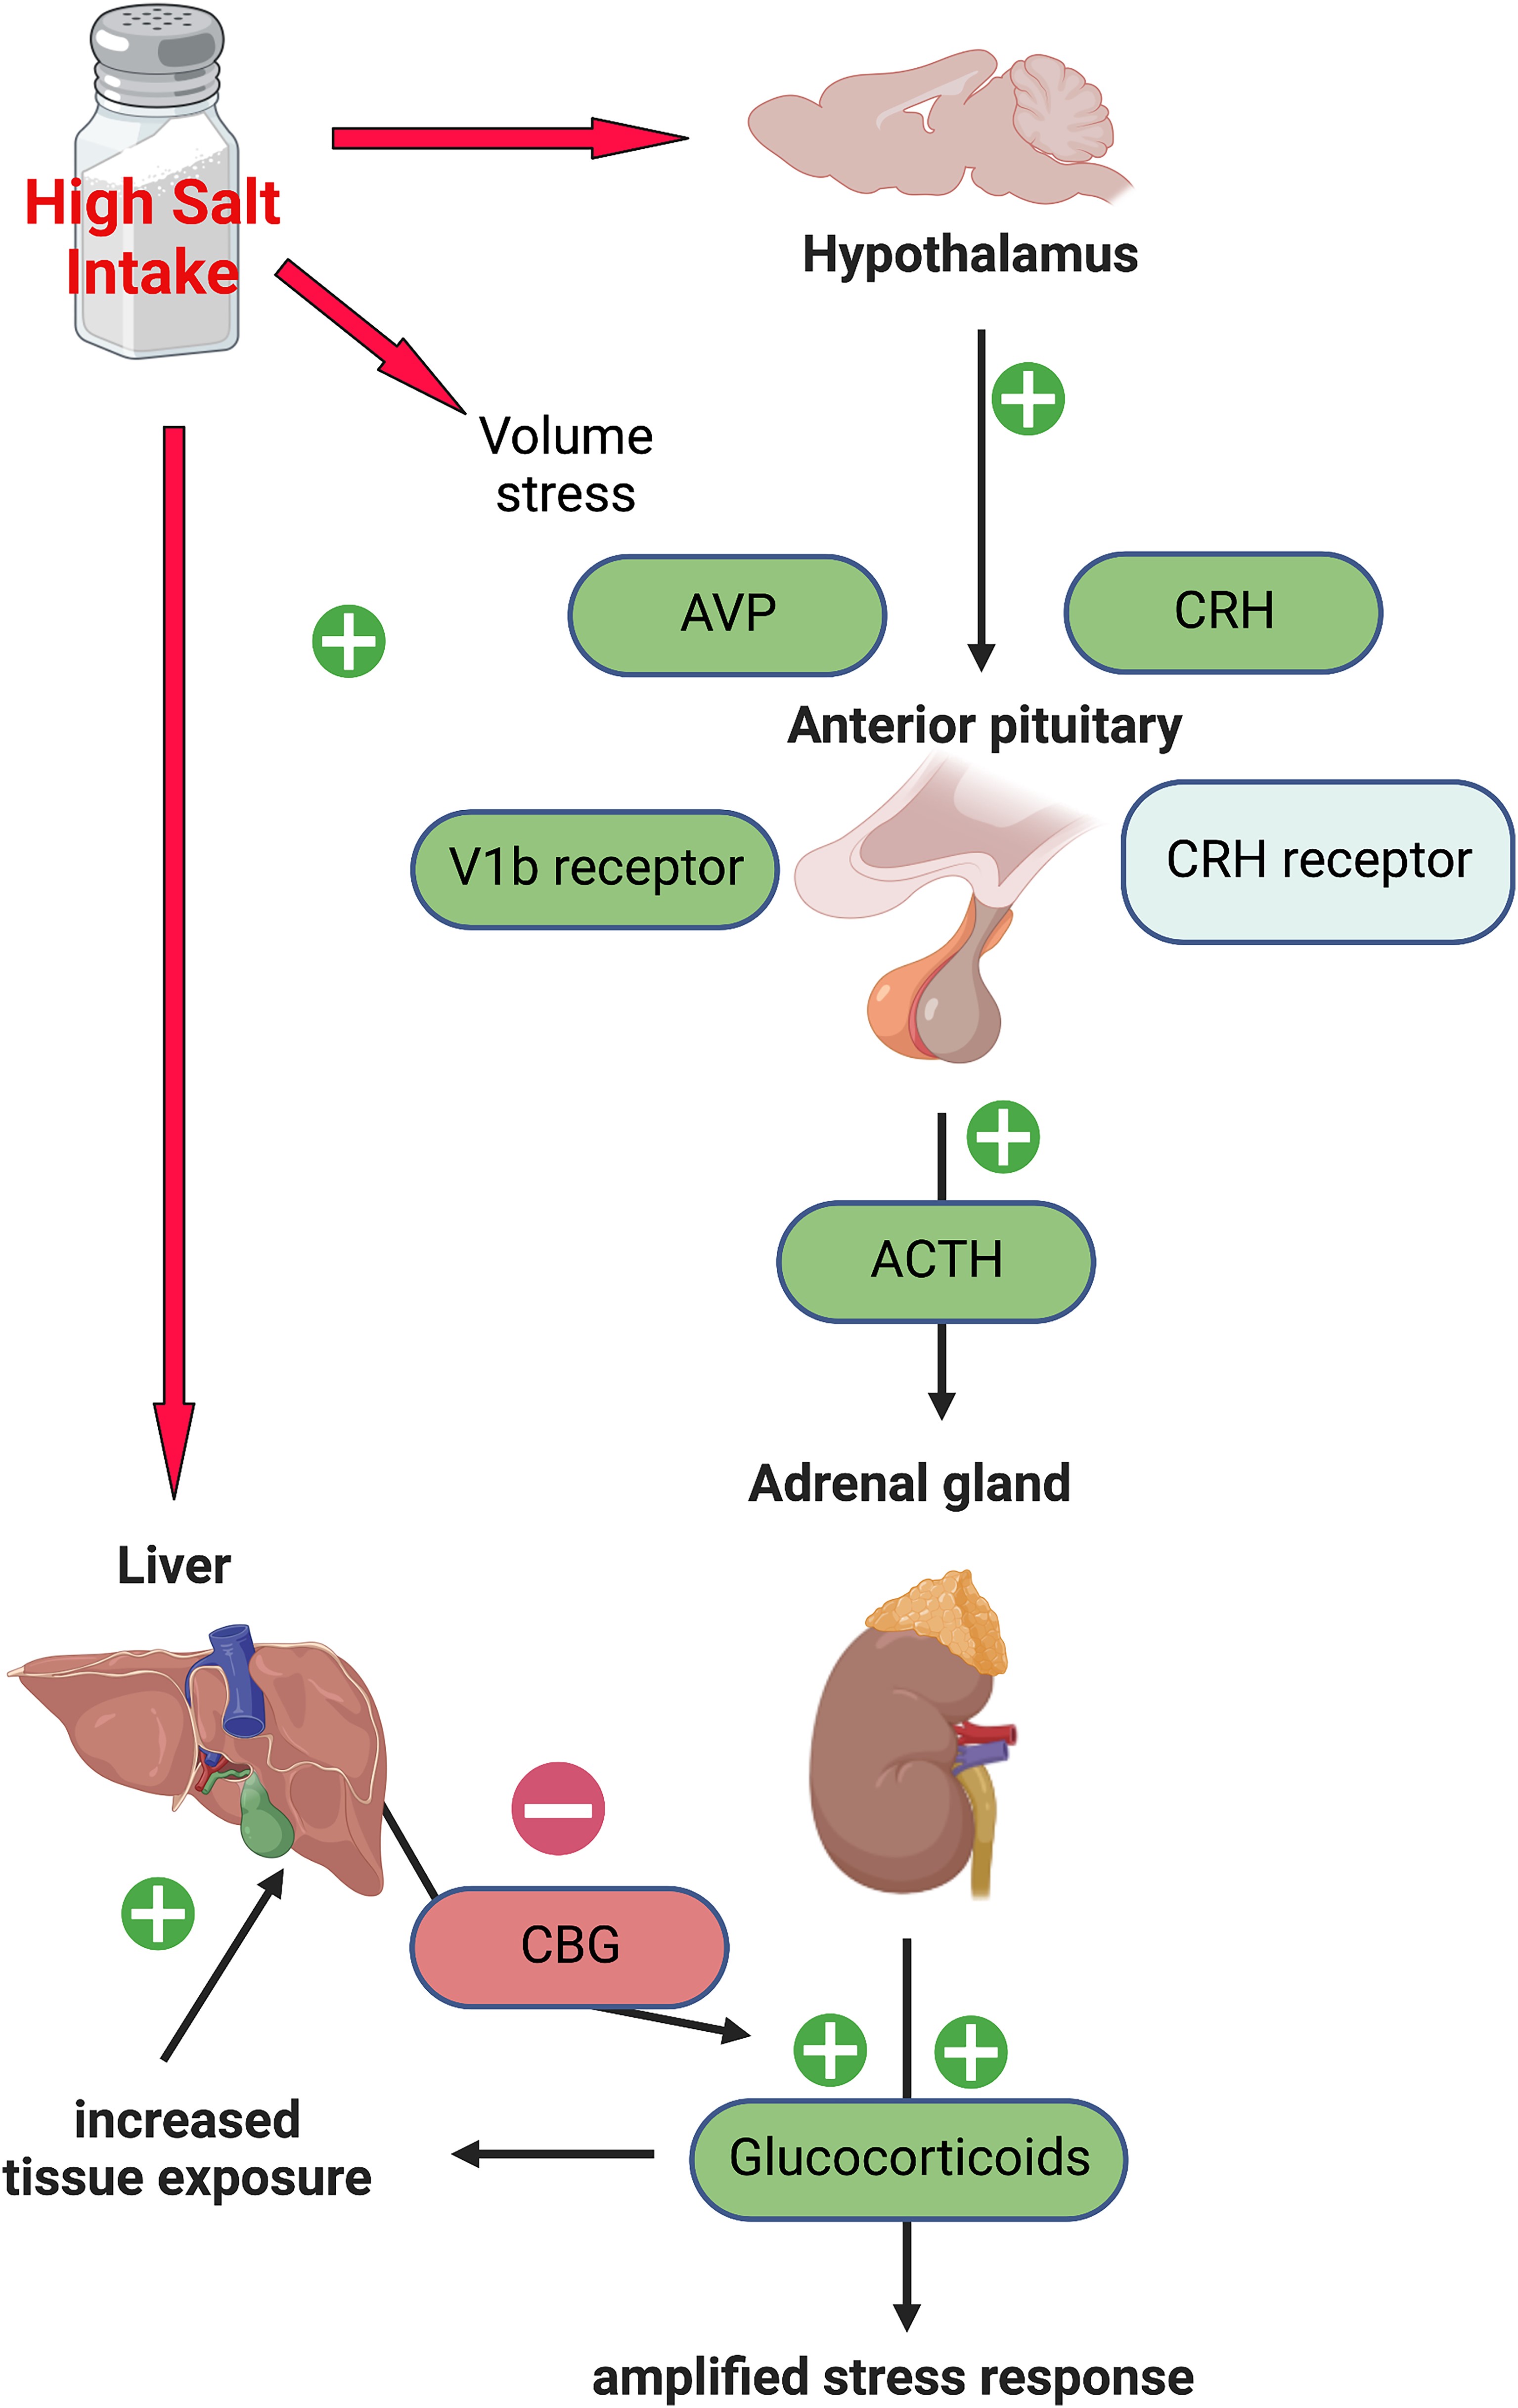 High Salt
Intake
Hypothalamus
Volume
stress
AVP
CRH
Anterior pituitary
V1b receptor
CRH receptor
ACTH
Adrenal gland
Liver
CBG
increased
tissue exposure
Glucocorticoids
amplified stress response